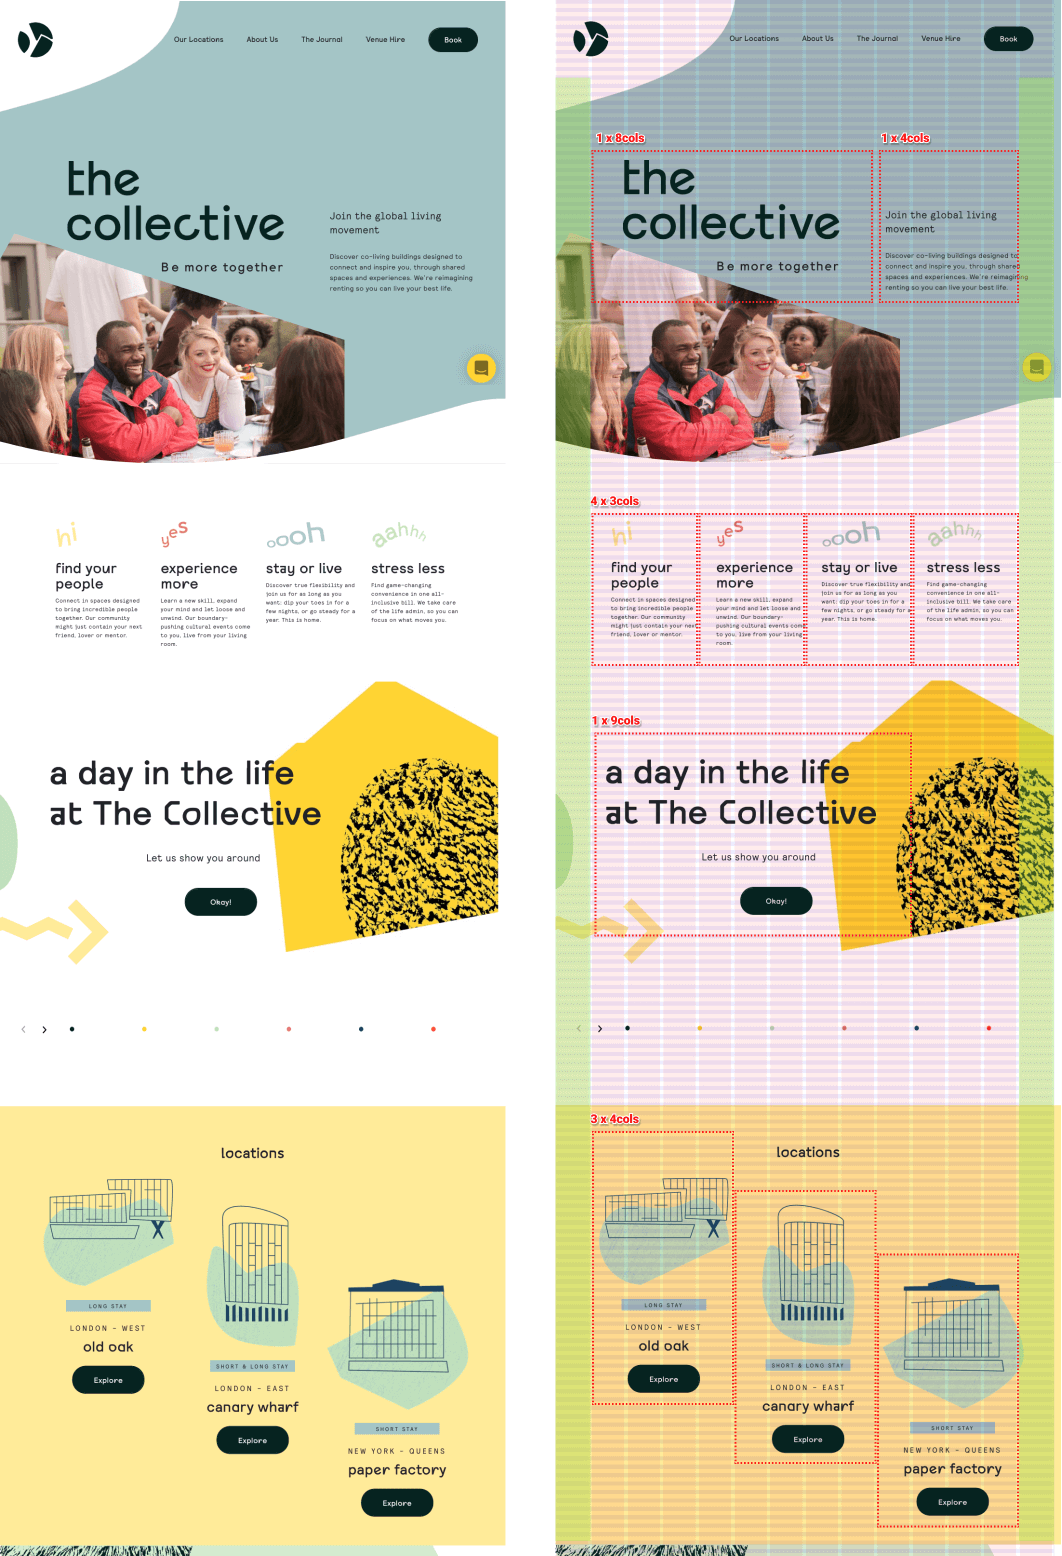 Our Locations
About Us
The Journal
Venue Hire
Book
the
collective
Be more together
Join the global living
movement
Discover co-living buildings designed to
connect and inspire you, through shared
spaces and experiences. We're reimagining
renting so you can live your best life.
hi
find your
people
Connect in spaces designed
to bring incredible people
together. Our community
might just contain your next
friend, lover or mentor.
yes
experience
more
Learn a new skill, expand
your mind and let loose and
unwind. Our boundary-
pushing cultural events come
to you, live from your living
room.
oooh
stay or live
Discover true flexibility and
join us for as long as you
want; dip your toes in for a
few nights, or go steady for a
year. This is home.
aahhh
stress less
Find game-changing
convenience in one all-
inclusive bill. We take care
of the life admin, so you can
focus on what moves you.
a day in the life
at The Collective
Let us show you around
Okay!
locations
LONG STAY
LONDON - WEST
old oak
Explore
SHORT & LONG STAY
LONDON - EAST
canary wharf
Explore
SHORT STAY
NEW YORK - QUEENS
paper factory
Explore
Our Locations
About Us
The Journal
Venue Hire
Book
1 x 8cols
1 x 4cols
the
collective
Be more together
Join the global living
movement
Discover co-living buildings designed to
connect and inspire you, through shared
spaces and experiences. We're reimagining
renting so you can live your best life.
4 x 3cols
hi
find your
people
Connect in spaces designed
to bring incredible people
together. Our community
might just contain your next
friend, lover or mentor.
yes
experience
more
Learn a new skill, expand
your mind and let loose and
unwind. Our boundary-
pushing cultural events come
to you, live from your living
room.
oooh
stay or live
Discover true flexibility and
join us for as long as you
want; dip your toes in for a
few nights, or go steady for a
year. This is home.
aahhh
stress less
Find game-changing
convenience in one all-
inclusive bill. We take care
of the life admin, so you can
focus on what moves you.
1 x 9cols
a day in the life
at The Collective
Let us show you around
Okay!
3 x 4cols
locations
LONG STAY
LONDON - WEST
old oak
Explore
SHORT & LONG STAY
LONDON - EAST
canary wharf
Explore
SHORT STAY
NEW YORK - QUEENS
paper factory
Explore